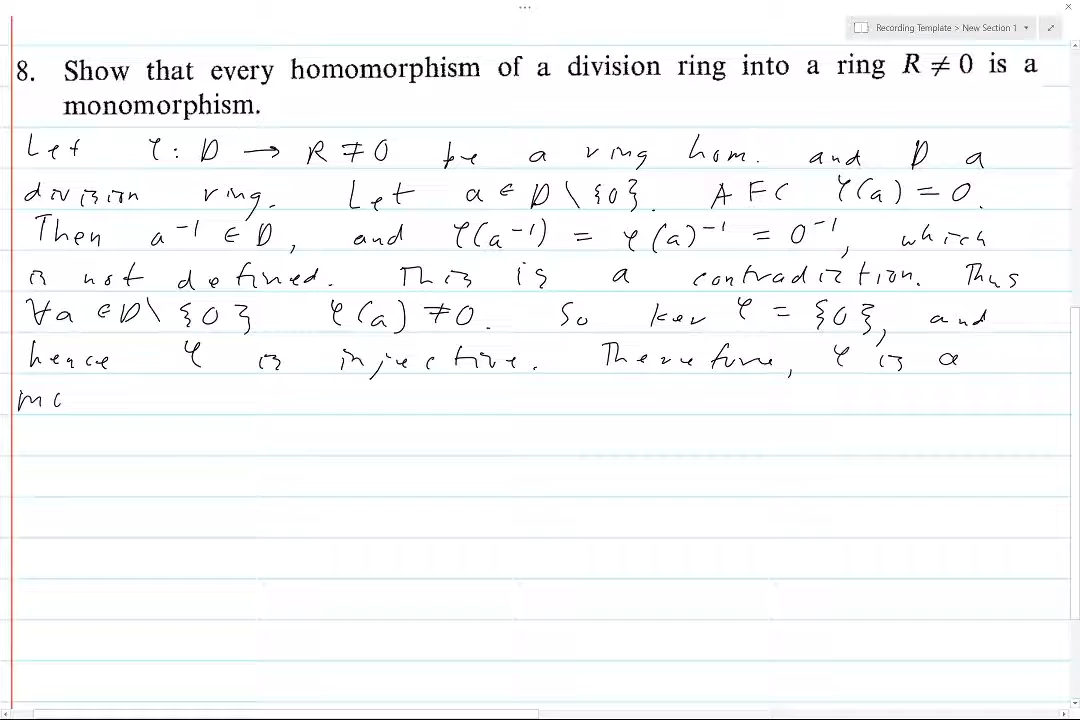 ...
Recording Template > New Section 1
8. Show that every homomorphism of a division ring into a ring R ≠ 0 is a
monomorphism.
Let φ: D → R ≠ 0 be a ring hom. and D a
division ring. Let a ∈ D \ {0}. AFC φ(a) = 0.
Then a⁻¹ ∈ D, and φ(a⁻¹) = φ(a)⁻¹ = 0⁻¹, which
is not defined. This is a contradiction. Thus
∀a ∈ D \ {0} φ(a) ≠ 0. So ker φ = {0}, and
hence φ is injective. Therefore, φ is a
mo